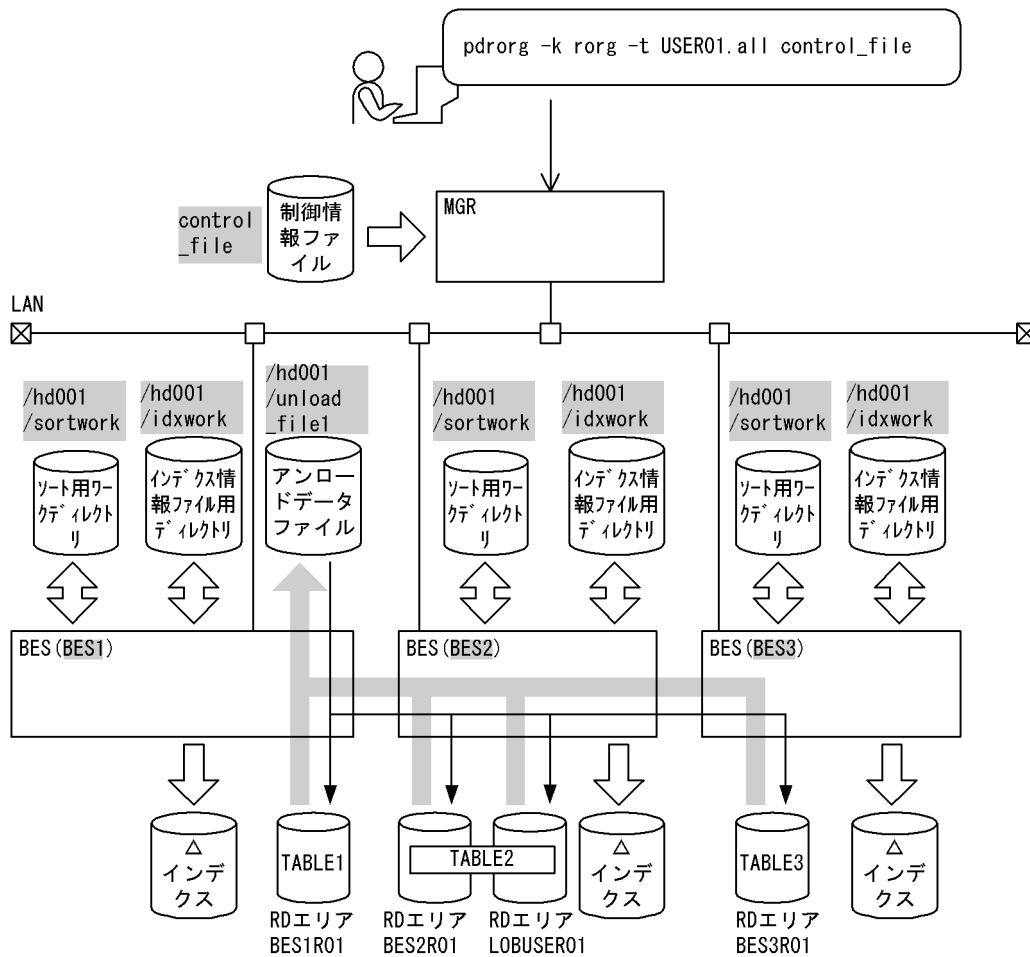 pdrorg -k rorg -t USER01.all control_file
MGR
control
_file
制御情
報ファ
イル
LAN
/hd001
/sortwork
/hd001
/idxwork
/hd001
/unload
_file1
/hd001
/sortwork
/hd001
/idxwork
/hd001
/sortwork
/hd001
/idxwork
ｿｰﾄ用ﾜｰ
ｸﾃﾞｨﾚｸﾄ
ﾘ
ｲﾝﾃﾞｸｽ情
報ﾌｧｲﾙ用
ﾃﾞｨﾚｸﾄﾘ
アンロー
ドデータ
ファイル
ｿｰﾄ用ﾜｰ
ｸﾃﾞｨﾚｸﾄ
ﾘ
ｲﾝﾃﾞｸｽ情
報ﾌｧｲﾙ用
ﾃﾞｨﾚｸﾄﾘ
ｿｰﾄ用ﾜｰ
ｸﾃﾞｨﾚｸﾄ
ﾘ
ｲﾝﾃﾞｸｽ情
報ﾌｧｲﾙ用
ﾃﾞｨﾚｸﾄﾘ
BES(BES1)
BES(BES2)
BES(BES3)
△
インデ
クス
TABLE1
TABLE2
△
インデ
クス
TABLE3
△
インデ
クス
RDエリア
BES1R01
RDエリア
BES2R01
RDエリア
LOBUSER01
RDエリア
BES3R01